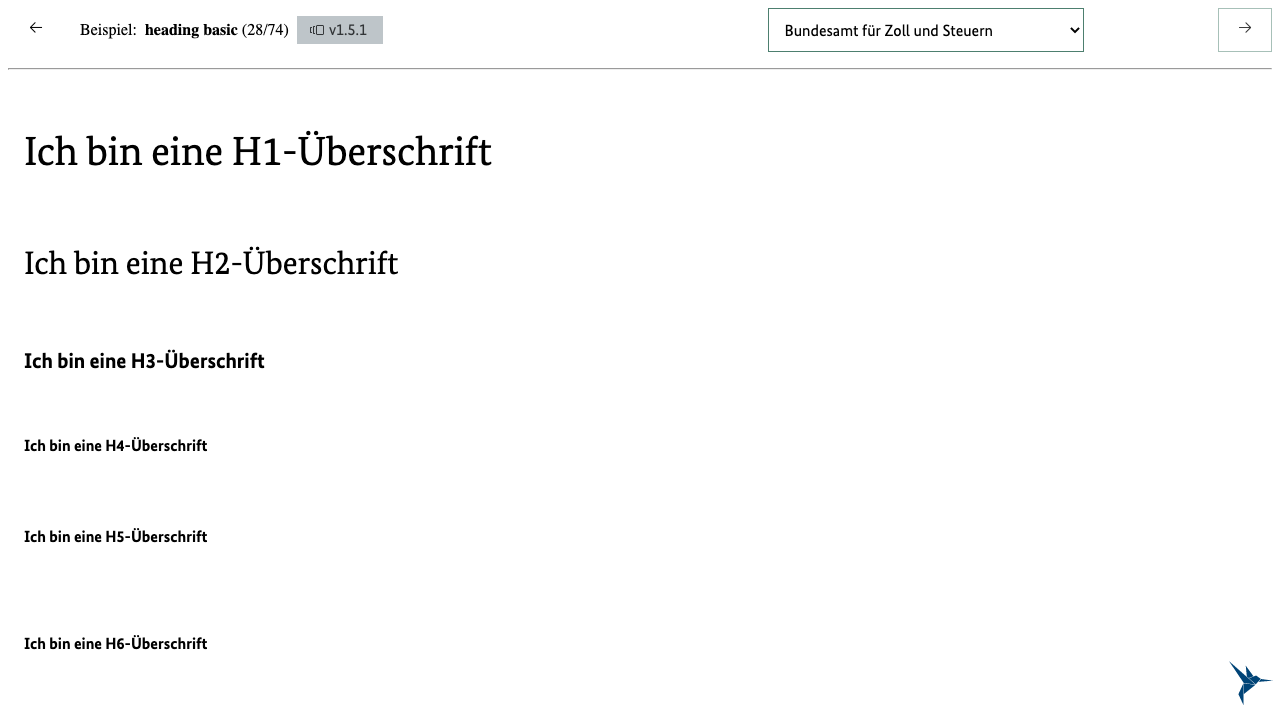 Beispiel: heading basic (28/74) v1.5.1 Bundesamt für Zoll und Steuern
Ich bin eine H1-Überschrift
Ich bin eine H2-Überschrift
Ich bin eine H3-Überschrift
Ich bin eine H4-Überschrift
Ich bin eine H5-Überschrift
Ich bin eine H6-Überschrift